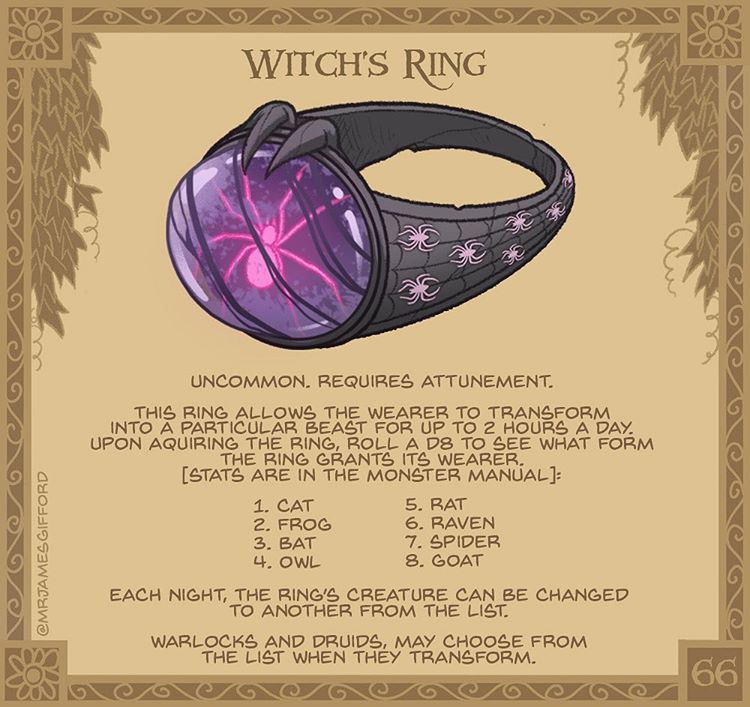 WITCH'S RING
UNCOMMON. REQUIRES ATTUNEMENT.
THIS RING ALLOWS THE WEARER TO TRANSFORM
INTO A PARTICULAR BEAST FOR UP TO 2 HOURS A DAY.
UPON AQUIRING THE RING, ROLL A D8 TO SEE WHAT FORM
THE RING GRANTS ITS WEARER.
[STATS ARE IN THE MONSTER MANUAL]:
1. CAT
2. FROG
3. BAT
4. OWL
5. RAT
6. RAVEN
7. SPIDER
8. GOAT
EACH NIGHT, THE RING'S CREATURE CAN BE CHANGED
TO ANOTHER FROM THE LIST.
WARLOCKS AND DRUIDS, MAY CHOOSE FROM
THE LIST WHEN THEY TRANSFORM.
@MRJAMESGIFFORD
66